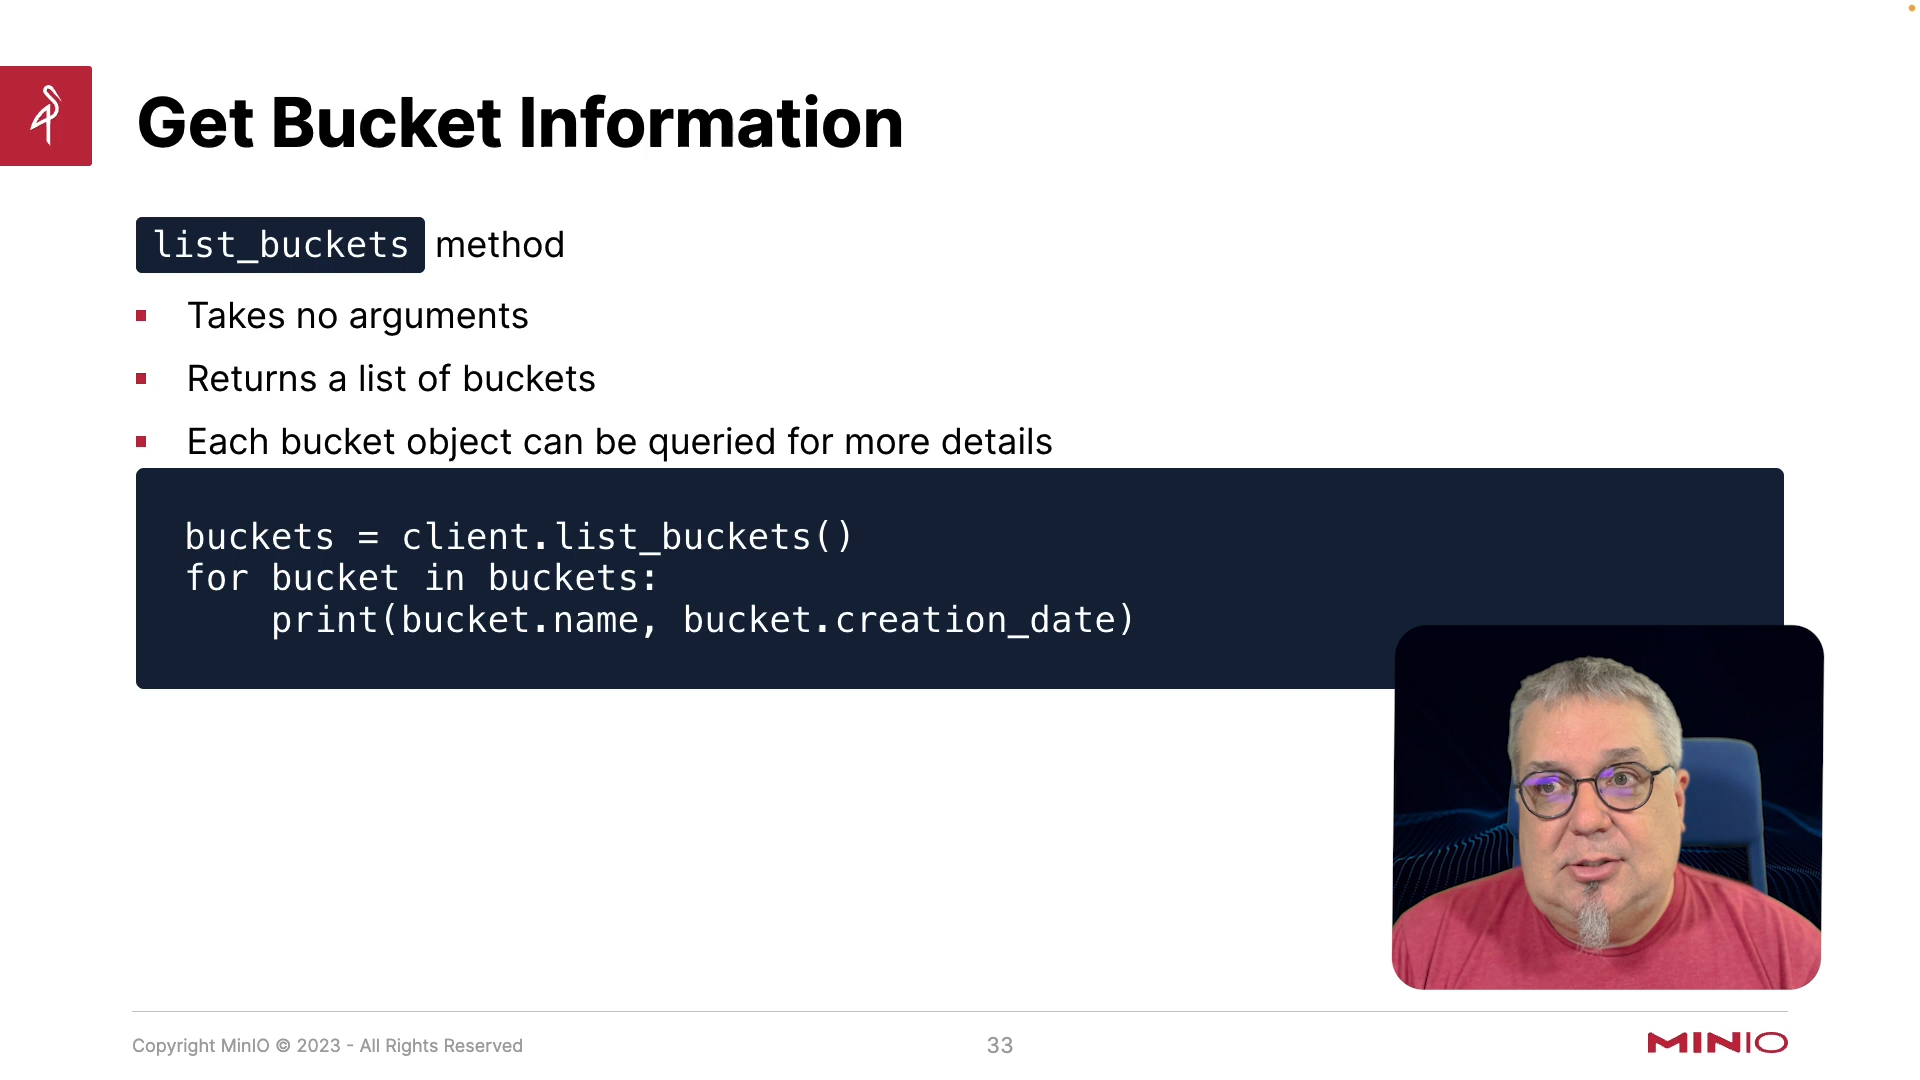 Get Bucket Information
list_buckets method
Takes no arguments
Returns a list of buckets
Each bucket object can be queried for more details
buckets = client.list_buckets()
for bucket in buckets:
    print(bucket.name, bucket.creation_date)
Copyright MinIO © 2023 - All Rights Reserved
33
MINIO